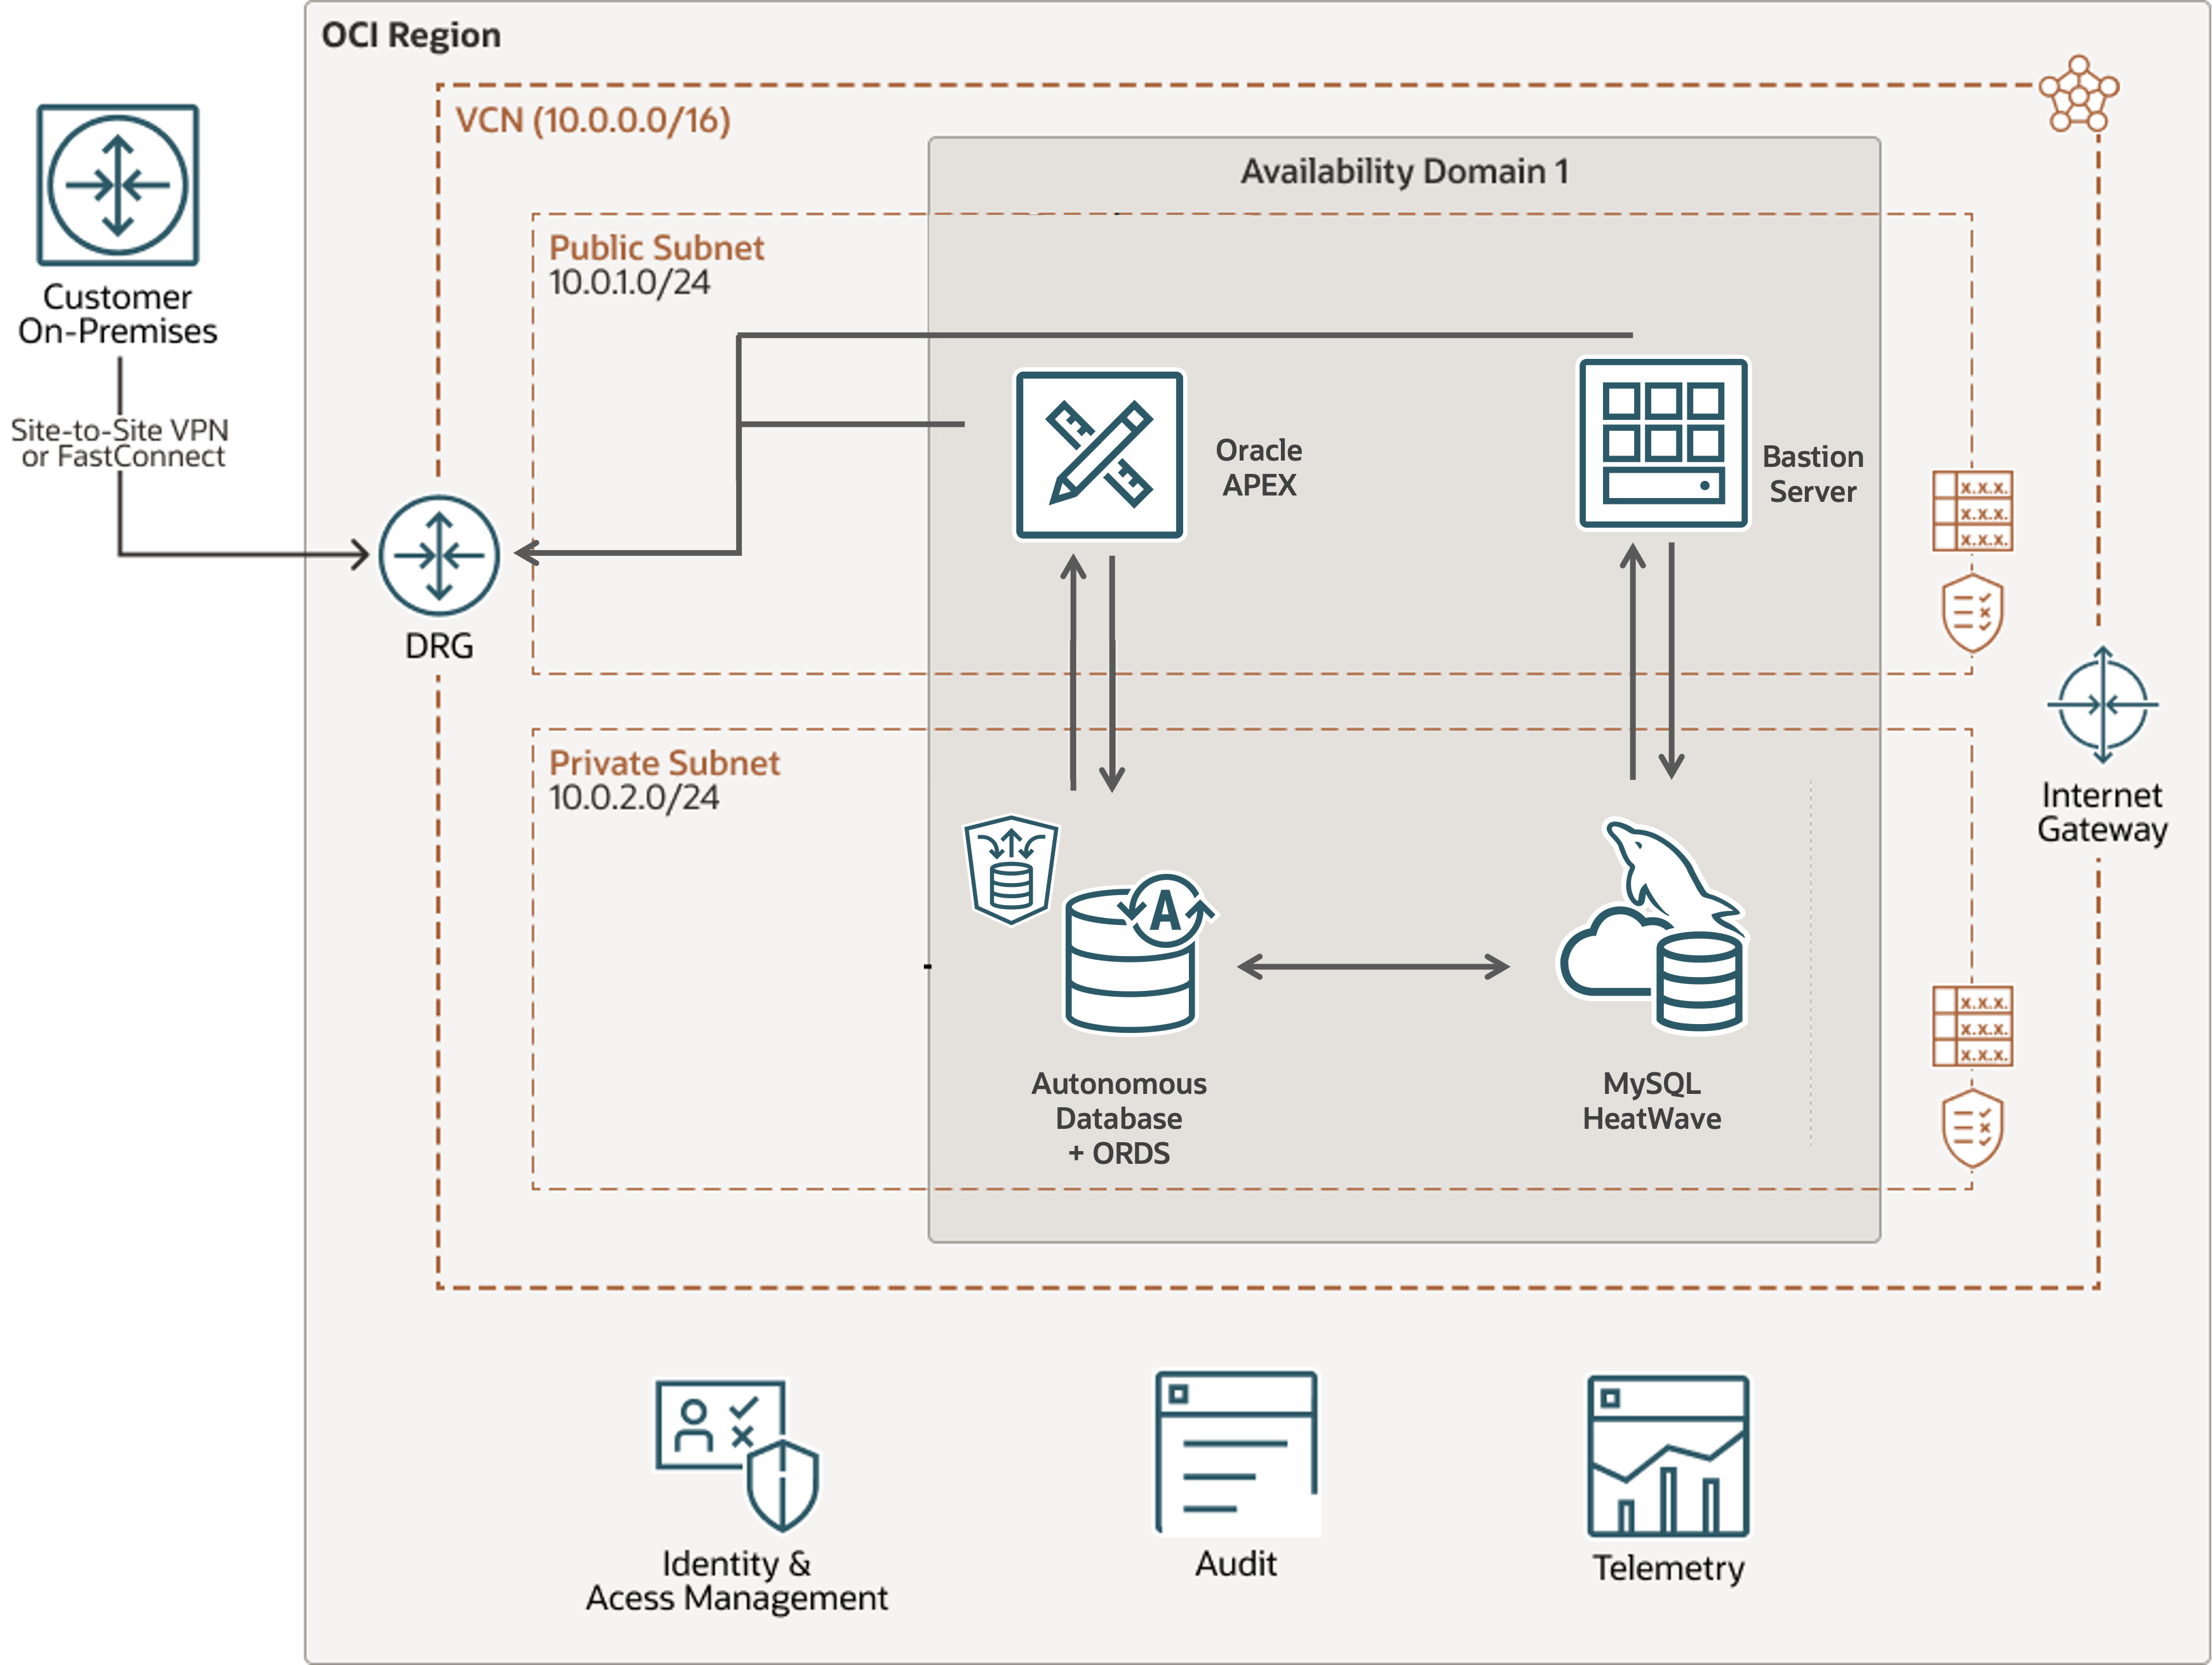 OCI Region
VCN (10.0.0.0/16)
Availability Domain 1
Public Subnet
10.0.1.0/24
Customer
On-Premises
Site-to-Site VPN
or FastConnect
DRG
Oracle
APEX
Bastion
Server
x.x.x.
x.x.x.
x.x.x.
Private Subnet
10.0.2.0/24
Internet
Gateway
A
Autonomous
Database
+ ORDS
MySQL
HeatWave
x.x.x.
x.x.x.
x.x.x.
Identity &
Acess Management
Audit
Telemetry